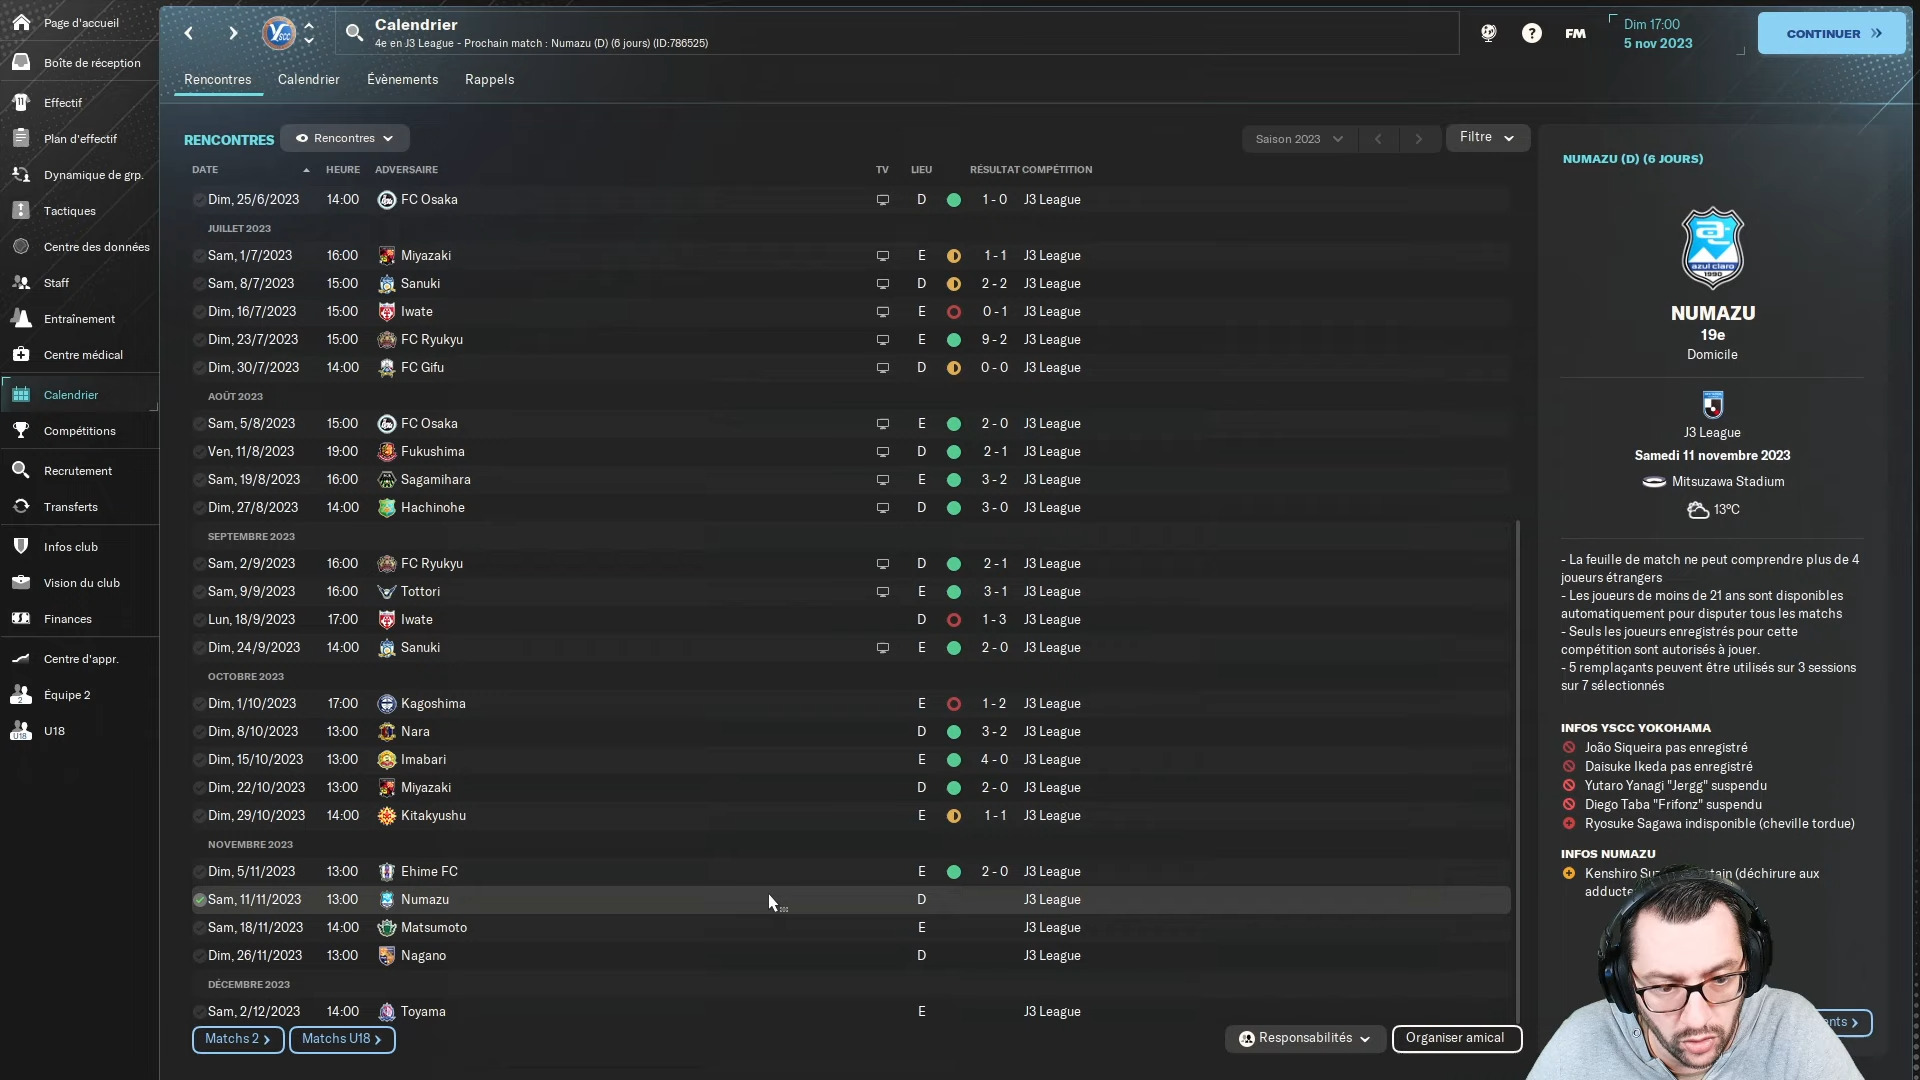 Page d'accueil
Calendrier
4e en J3 League - Prochain match : Numazu (D) (6 jours) (ID:786525)
FM
Dim 17:00
5 nov 2023
CONTINUER
Boîte de réception
Effectif
Plan d'effectif
Dynamique de grp.
Tactiques
Centre des données
Staff
Entraînement
Centre médical
Calendrier
Compétitions
Recrutement
Transferts
Infos club
Vision du club
Finances
Centre d'appr.
Équipe 2
U18
Rencontres Calendrier Évènements Rappels
RENCONTRES Rencontres Saison 2023 Filtre
DATE HEURE ADVERSAIRE TV LIEU RÉSULTAT COMPÉTITION
Dim, 25/6/2023 14:00 FC Osaka D 1 - 0 J3 League
JUILLET 2023
Sam, 1/7/2023 16:00 Miyazaki E 1 - 1 J3 League
Sam, 8/7/2023 15:00 Sanuki D 2 - 2 J3 League
Dim, 16/7/2023 15:00 Iwate E 0 - 1 J3 League
Dim, 23/7/2023 15:00 FC Ryukyu E 9 - 2 J3 League
Dim, 30/7/2023 14:00 FC Gifu D 0 - 0 J3 League
AOÛT 2023
Sam, 5/8/2023 15:00 FC Osaka E 2 - 0 J3 League
Ven, 11/8/2023 19:00 Fukushima D 2 - 1 J3 League
Sam, 19/8/2023 16:00 Sagamihara E 3 - 2 J3 League
Dim, 27/8/2023 14:00 Hachinohe D 3 - 0 J3 League
SEPTEMBRE 2023
Sam, 2/9/2023 16:00 FC Ryukyu D 2 - 1 J3 League
Sam, 9/9/2023 16:00 Tottori E 3 - 1 J3 League
Lun, 18/9/2023 17:00 Iwate D 1 - 3 J3 League
Dim, 24/9/2023 14:00 Sanuki E 2 - 0 J3 League
OCTOBRE 2023
Dim, 1/10/2023 17:00 Kagoshima E 1 - 2 J3 League
Dim, 8/10/2023 13:00 Nara D 3 - 2 J3 League
Dim, 15/10/2023 13:00 Imabari E 4 - 0 J3 League
Dim, 22/10/2023 13:00 Miyazaki D 2 - 0 J3 League
Dim, 29/10/2023 14:00 Kitakyushu E 1 - 1 J3 League
NOVEMBRE 2023
Dim, 5/11/2023 13:00 Ehime FC E 2 - 0 J3 League
Sam, 11/11/2023 13:00 Numazu D J3 League
Sam, 18/11/2023 14:00 Matsumoto E J3 League
Dim, 26/11/2023 13:00 Nagano D J3 League
DÉCEMBRE 2023
Sam, 2/12/2023 14:00 Toyama E J3 League
Matchs 2 Matchs U18 Responsabilités Organiser amical
NUMAZU (D) (6 JOURS)
azul claro
1990
NUMAZU
19e
Domicile
J3 League
Samedi 11 novembre 2023
Mitsuzawa Stadium
13°C
- La feuille de match ne peut comprendre plus de 4
joueurs étrangers
- Les joueurs de moins de 21 ans sont disponibles
automatiquement pour disputer tous les matchs
- Seuls les joueurs enregistrés pour cette
compétition sont autorisés à jouer.
- 5 remplaçants peuvent être utilisés sur 3 sessions
sur 7 sélectionnés
INFOS YSCC YOKOHAMA
João Siqueira pas enregistré
Daisuke Ikeda pas enregistré
Yutaro Yanagi "Jergg" suspendu
Diego Taba "Frifonz" suspendu
Ryosuke Sagawa indisponible (cheville tordue)
INFOS NUMAZU
Kenshiro (déchirure aux